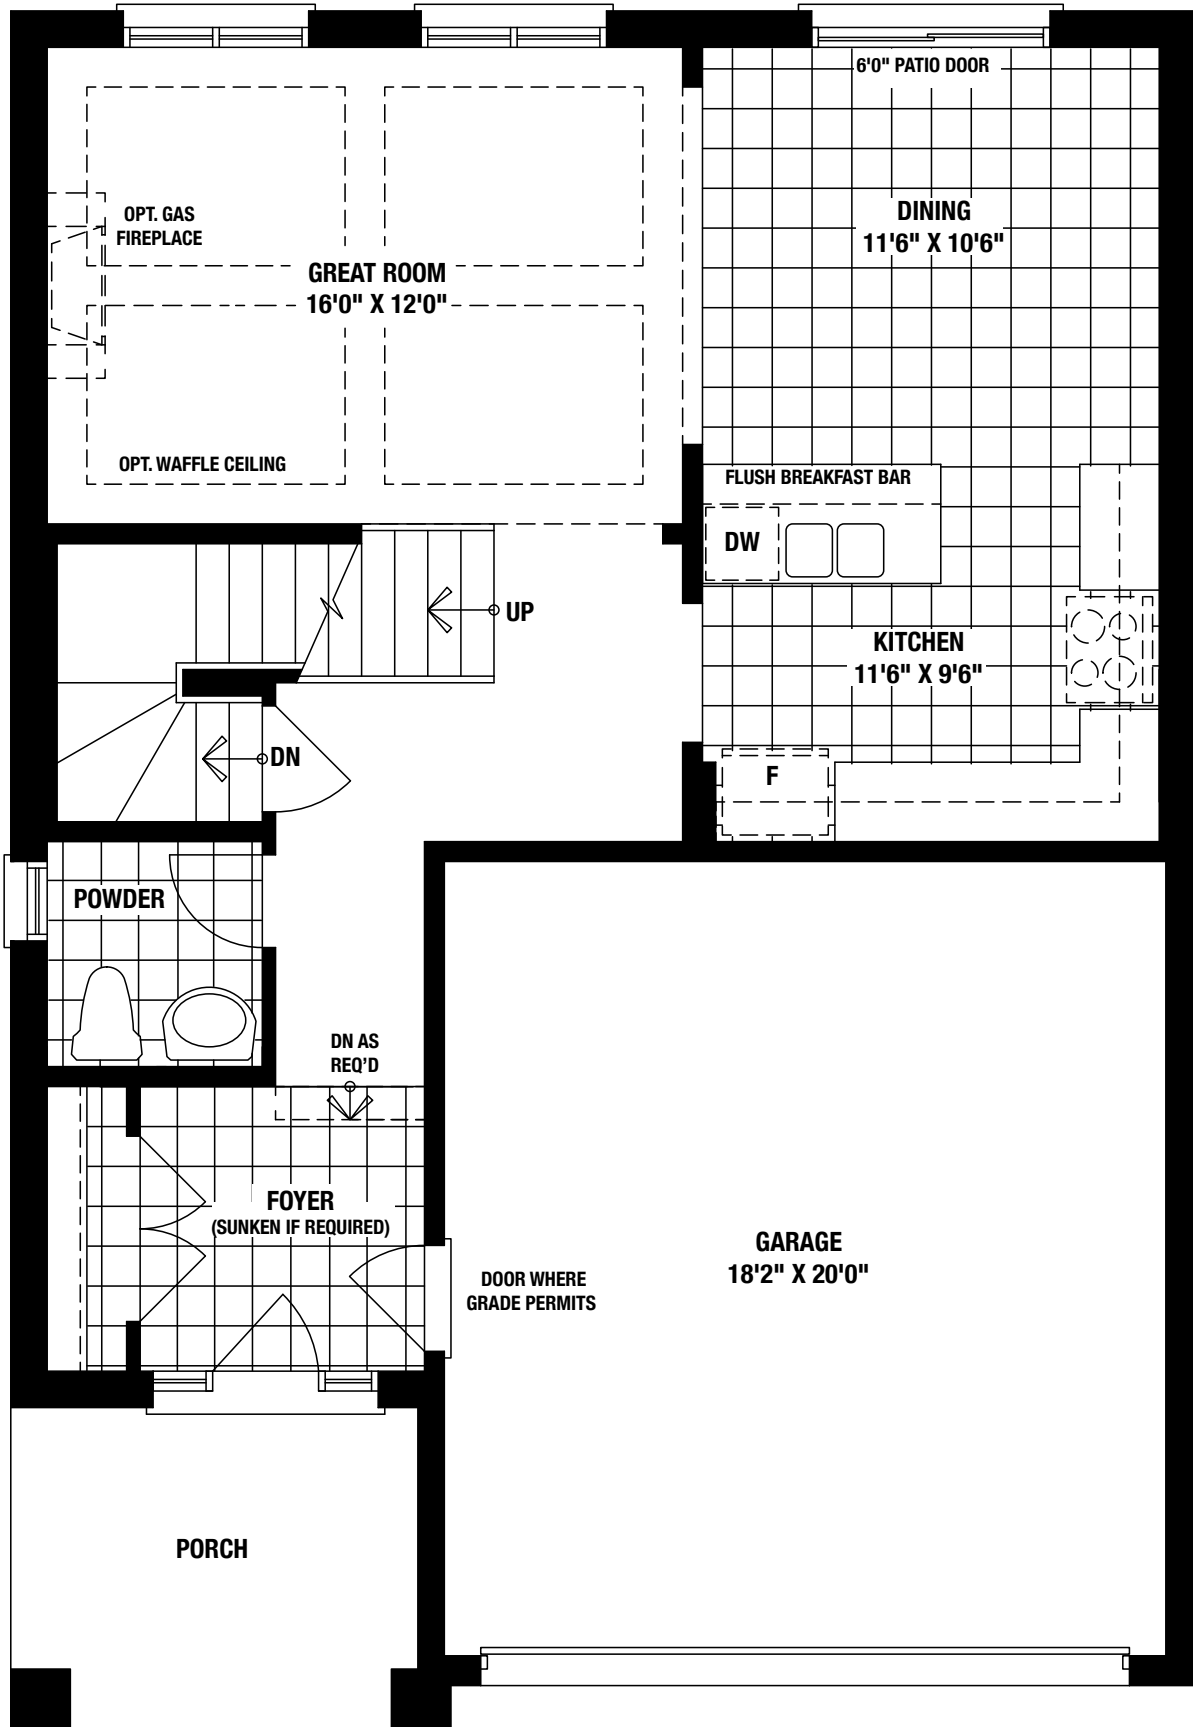 6'0" PATIO DOOR
OPT. GAS
FIREPLACE
DINING
11'6" X 10'6"
GREAT ROOM
16'0" X 12'0"
OPT. WAFFLE CEILING
FLUSH BREAKFAST BAR
DW
UP
KITCHEN
11'6" X 9'6"
DN
F
POWDER
DN AS
REQ'D
FOYER
(SUNKEN IF REQUIRED)
DOOR WHERE
GRADE PERMITS
GARAGE
18'2" X 20'0"
PORCH